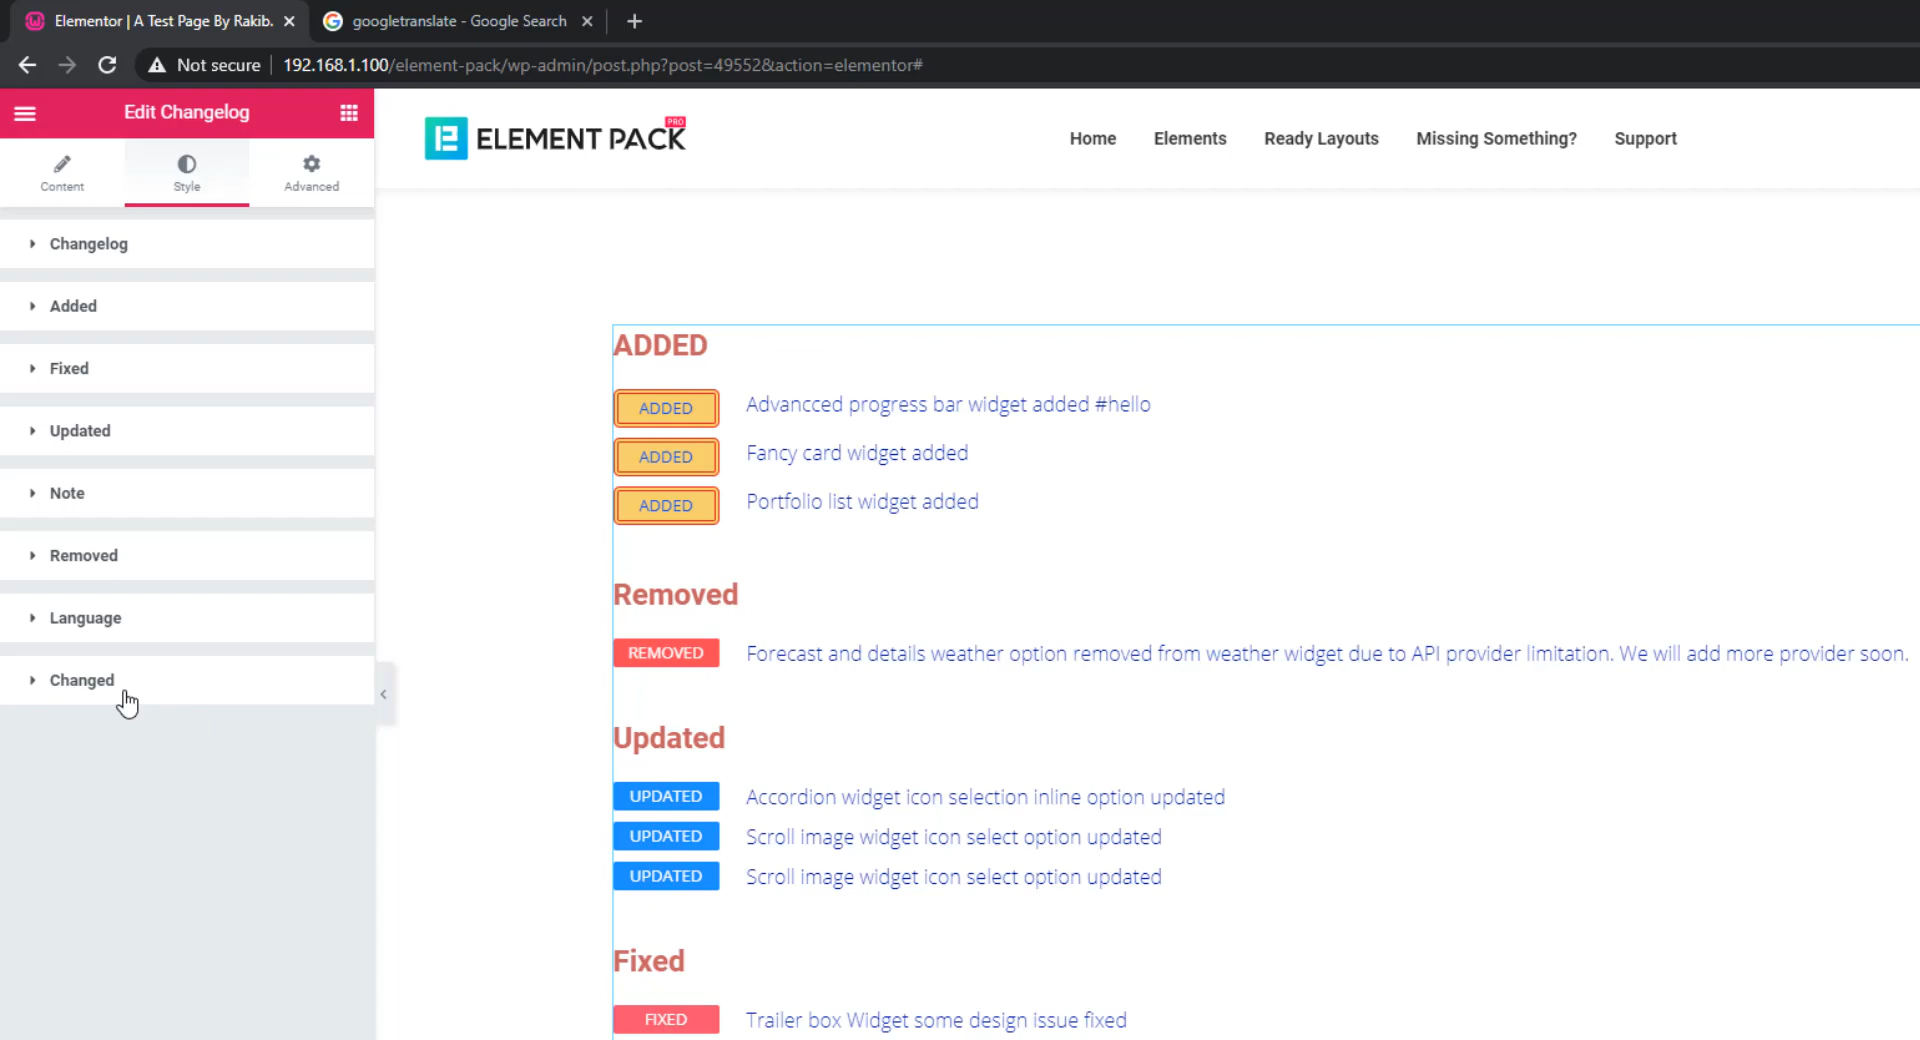 Elementor | A Test Page By Rakib.
googletranslate - Google Search
Not secure
192.168.1.100/element-pack/wp-admin/post.php?post=49552&action=elementor#
Edit Changelog
Content
Style
Advanced
Changelog
Added
Fixed
Updated
Note
Removed
Language
Changed
ELEMENT PACK
PRO
Home
Elements
Ready Layouts
Missing Something?
Support
ADDED
ADDED Advancced progress bar widget added #hello
ADDED Fancy card widget added
ADDED Portfolio list widget added
Removed
REMOVED Forecast and details weather option removed from weather widget due to API provider limitation. We will add more provider soon.
Updated
UPDATED Accordion widget icon selection inline option updated
UPDATED Scroll image widget icon select option updated
UPDATED Scroll image widget icon select option updated
Fixed
FIXED Trailer box Widget some design issue fixed